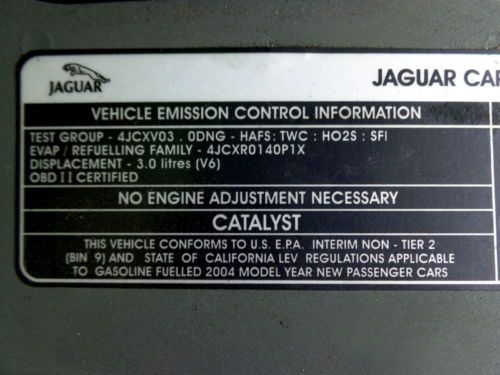 JAGUAR
JAGUAR CAR
VEHICLE EMISSION CONTROL INFORMATION
TEST GROUP - 4JCXV03 . 0DNG - HAFS: TWC : HO2S : SFI
EVAP / REFUELLING FAMILY - 4JCXR0140P1X
DISPLACEMENT - 3.0 litres (V6)
OBD II CERTIFIED
NO ENGINE ADJUSTMENT NECESSARY
CATALYST
THIS VEHICLE CONFORMS TO U.S. E.P.A. INTERIM NON - TIER 2
(BIN 9) AND STATE OF CALIFORNIA LEV REGULATIONS APPLICABLE
TO GASOLINE FUELLED 2004 MODEL YEAR NEW PASSENGER CARS